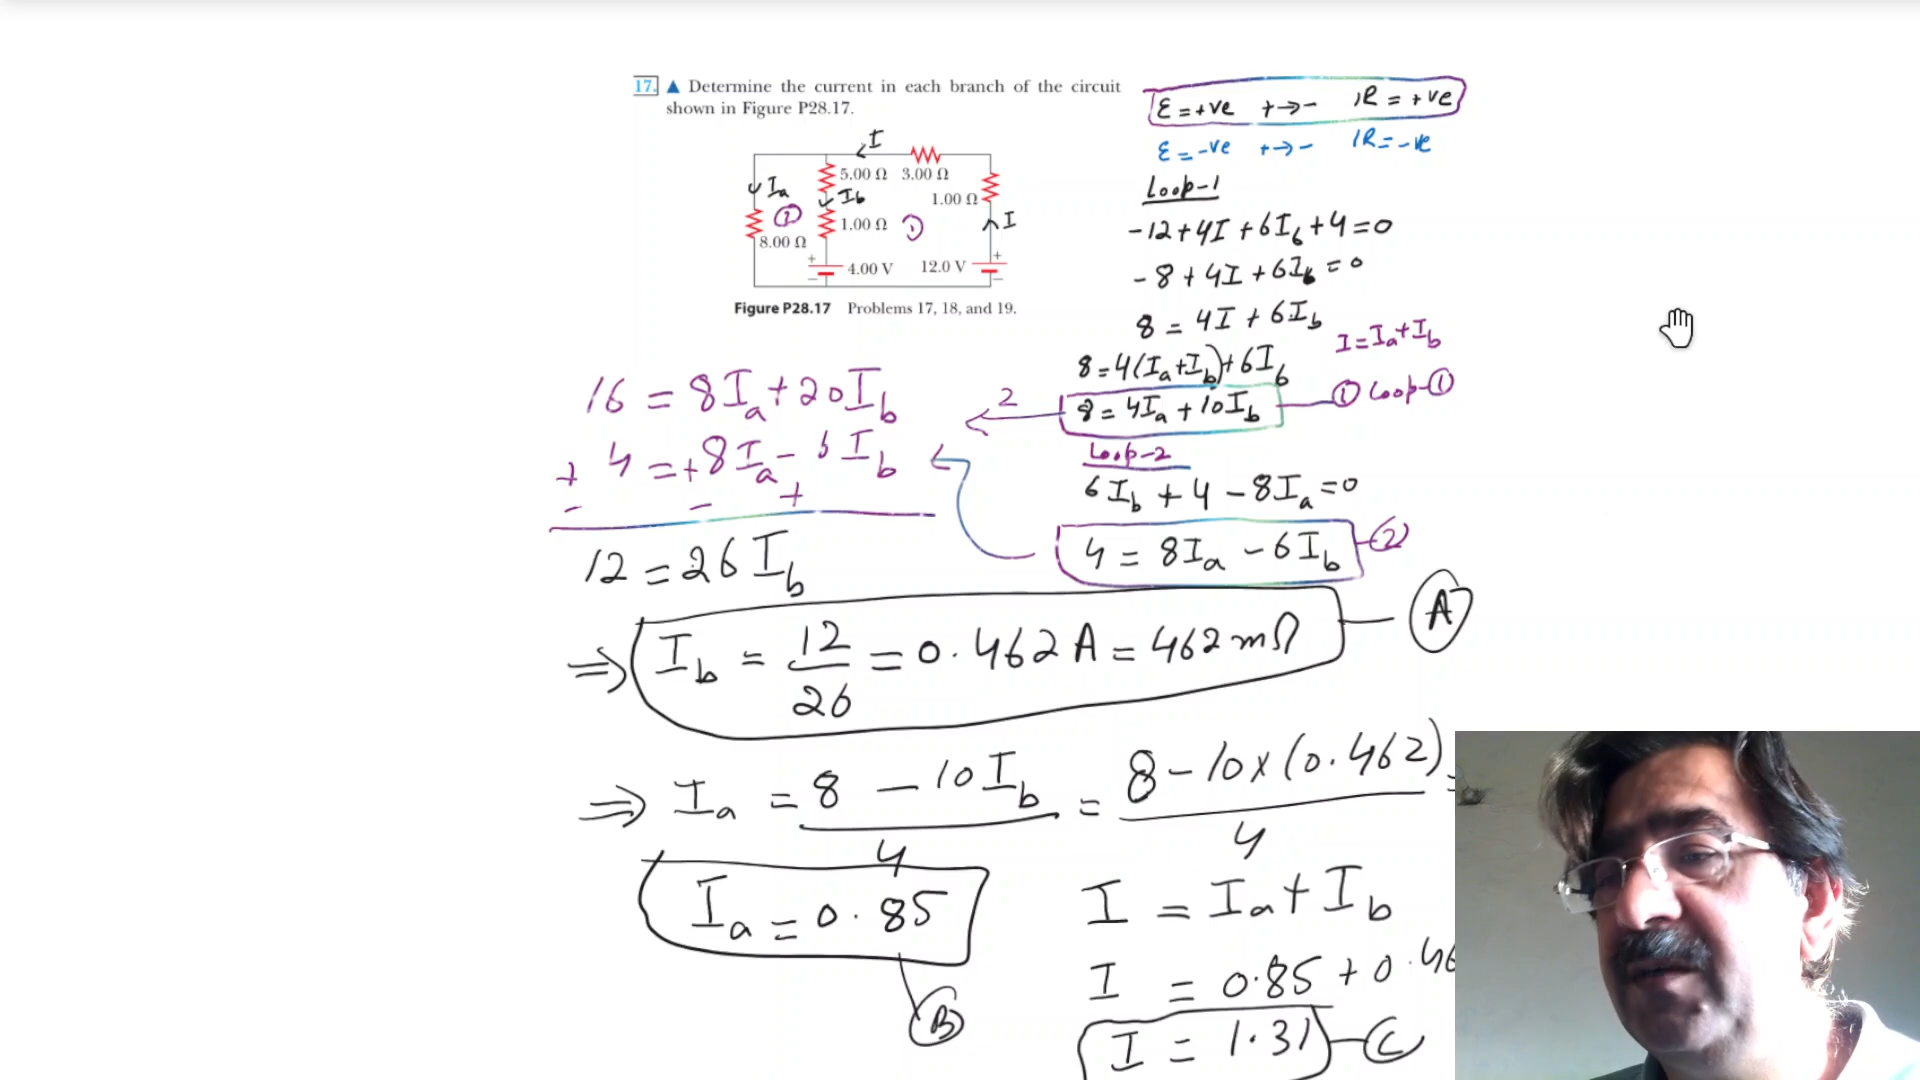 17. ▲ Determine the current in each branch of the circuit
shown in Figure P28.17.
I
5.00 Ω 3.00 Ω
Ia
Ib
1.00 Ω
I
1
1.00 Ω
8.00 Ω
+
4.00 V
-
12.0 V
+
-
Figure P28.17 Problems 17, 18, and 19.
ε = +ve + → - IR = +ve
ε = -ve + → - IR = -ve
Loop-1
-12 + 4I + 6Ib + 4 = 0
-8 + 4I + 6Ib = 0
8 = 4I + 6Ib
I = Ia + Ib
8 = 4(Ia + Ib) + 6Ib
8 = 4Ia + 10Ib ① Loop-①
2
Loop-2
6Ib + 4 - 8Ia = 0
4 = 8Ia - 6Ib ②
16 = 8Ia + 20Ib
+ 4 = +8Ia - 6Ib
- - +
12 = 26Ib
⇒ Ib = 12/26 = 0.462 A = 462 mΩ A
⇒ Ia = 8 - 10Ib / 4 = 8 - 10 x (0.462) / 4
Ia = 0.85
B
I = Ia + Ib
I = 0.85 + 0.46
I = 1.31 C